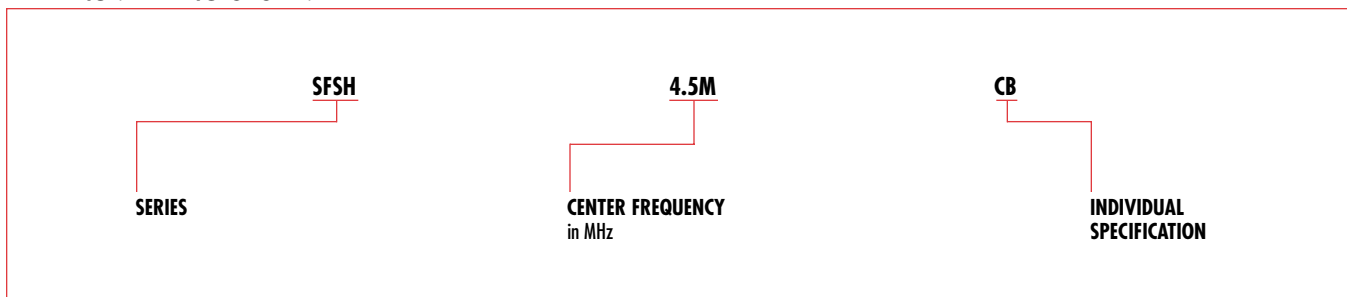 SFSH 4.5M CB
SERIES
CENTER FREQUENCY
in MHz
INDIVIDUAL
SPECIFICATION